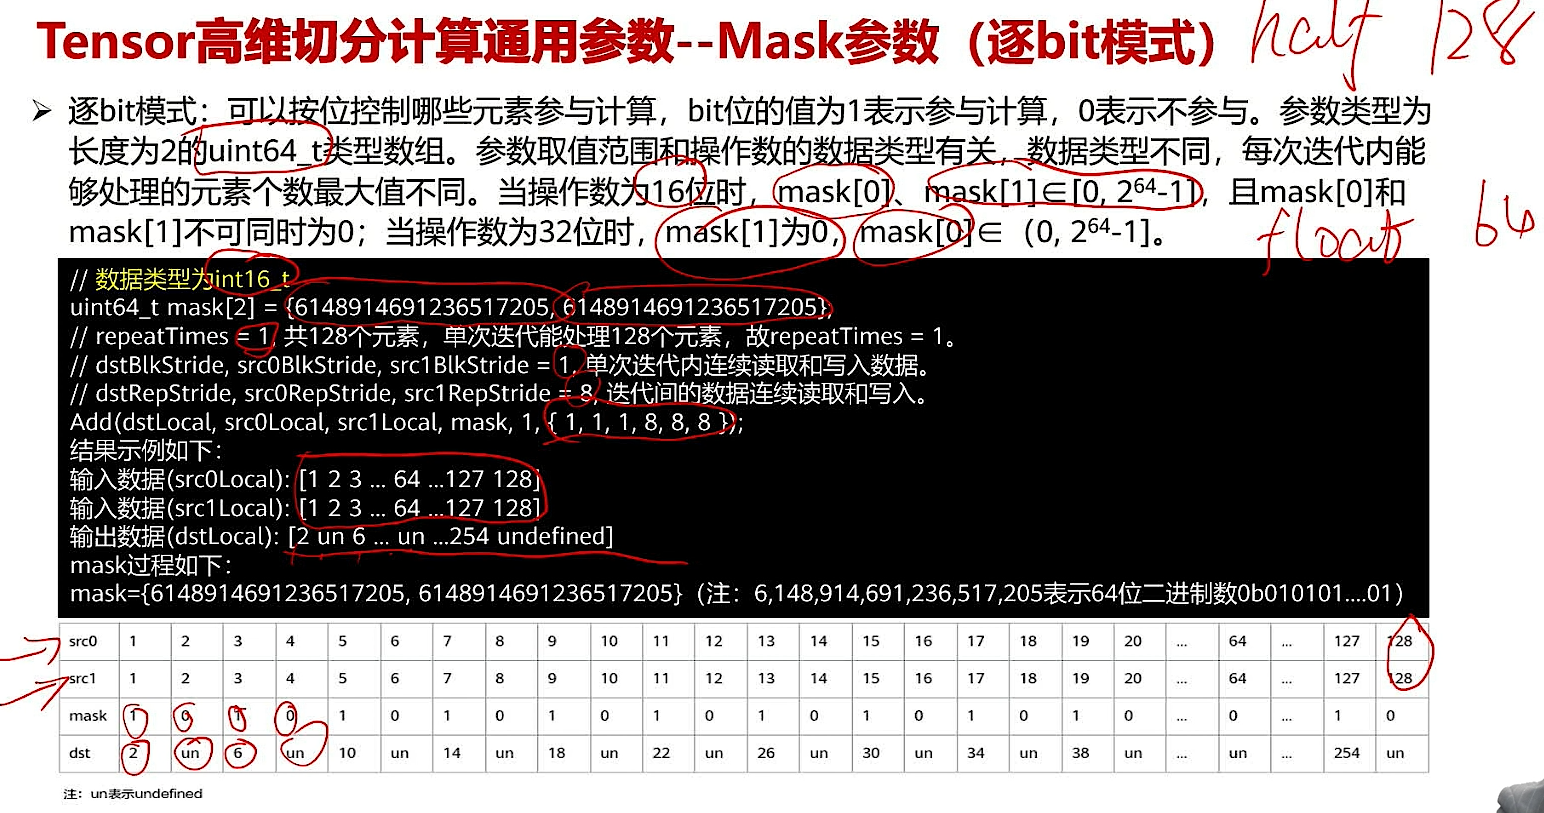 Tensor高维切分计算通用参数--Mask参数（逐bit模式）
half 128
➢ 逐bit模式：可以按位控制哪些元素参与计算，bit位的值为1表示参与计算，0表示不参与。参数类型为
长度为2的uint64_t类型数组。参数取值范围和操作数的数据类型有关，数据类型不同，每次迭代内能
够处理的元素个数最大值不同。当操作数为16位时，mask[0]、mask[1]∈[0, 2⁶⁴-1]，且mask[0]和
mask[1]不可同时为0；当操作数为32位时，mask[1]为0，mask[0]∈（0, 2⁶⁴-1]。
float 64
// 数据类型为int16_t
uint64_t mask[2] = {6148914691236517205, 6148914691236517205};
// repeatTimes = 1, 共128个元素，单次迭代能处理128个元素，故repeatTimes = 1。
// dstBlkStride, src0BlkStride, src1BlkStride = 1, 单次迭代内连续读取和写入数据。
// dstRepStride, src0RepStride, src1RepStride = 8, 迭代间的数据连续读取和写入。
Add(dstLocal, src0Local, src1Local, mask, 1, { 1, 1, 1, 8, 8, 8 });
结果示例如下：
输入数据(src0Local): [1 2 3 ... 64 ...127 128]
输入数据(src1Local): [1 2 3 ... 64 ...127 128]
输出数据(dstLocal): [2 un 6 ... un ...254 undefined]
mask过程如下：
mask={6148914691236517205, 6148914691236517205}（注：6,148,914,691,236,517,205表示64位二进制数0b010101....01）
src0 1 2 3 4 5 6 7 8 9 10 11 12 13 14 15 16 17 18 19 20 ... 64 ... 127 128
src1 1 2 3 4 5 6 7 8 9 10 11 12 13 14 15 16 17 18 19 20 ... 64 ... 127 128
mask 1 0 1 0 1 0 1 0 1 0 1 0 1 0 1 0 1 0 1 0 ... 0 ... 1 0
dst 2 un 6 un 10 un 14 un 18 un 22 un 26 un 30 un 34 un 38 un ... un ... 254 un
注：un表示undefined